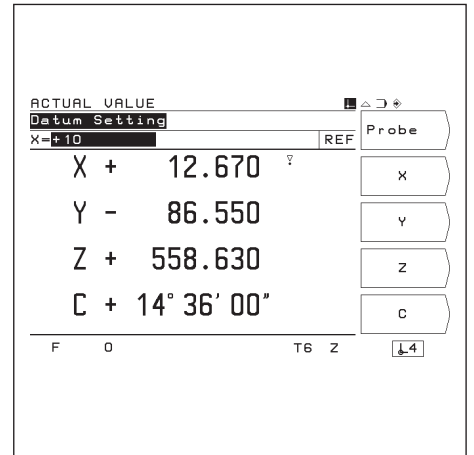 ACTUAL VALUE
Datum Setting
X=+10 REF
X + 12.670
Y - 86.550
Z + 558.630
C + 14° 36' 00"
F 0 T6 Z
Probe
X
Y
Z
C
4